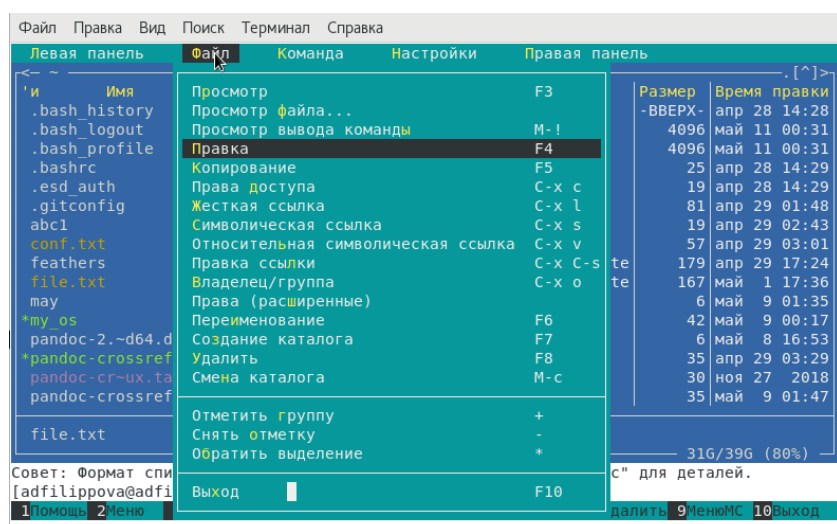 Файл Правка Вид Поиск Терминал Справка
Левая панель Файл Команда Настройки Правая панель
<— ~ .[^]>
'и Имя Размер Время правки
Просмотр F3
.bash_history Просмотр файла... -ВВЕРХ- апр 28 14:28
.bash_logout Просмотр вывода команды M-! 4096 май 11 00:31
.bash_profile Правка F4 4096 май 11 00:31
.bashrc Копирование F5 25 апр 28 14:29
.esd_auth Права доступа C-x c 19 апр 28 14:29
.gitconfig Жесткая ссылка C-x l 81 апр 29 01:48
abc1 Символическая ссылка C-x s 19 апр 29 02:43
conf.txt Относительная символическая ссылка C-x v 57 апр 29 03:01
feathers Правка ссылки C-x C-s te 179 апр 29 17:24
file.txt Владелец/группа C-x o te 167 май 1 17:36
may Права (расширенные) 6 май 9 01:35
*my_os Переименование F6 42 май 9 00:17
pandoc-2.~d64.d Создание каталога F7 6 май 8 16:53
*pandoc-crossref Удалить F8 35 апр 29 03:29
pandoc-cr~ux.ta Смена каталога M-c 30 ноя 27 2018
pandoc-crossref 35 май 9 01:47
Отметить группу +
file.txt Снять отметку -
Обратить выделение * 31G/39G (80%)
Совет: Формат спи с" для деталей.
[adfilippova@adfi Выход F10
1Помощь 2Меню далить 9МенюМС 10Выход